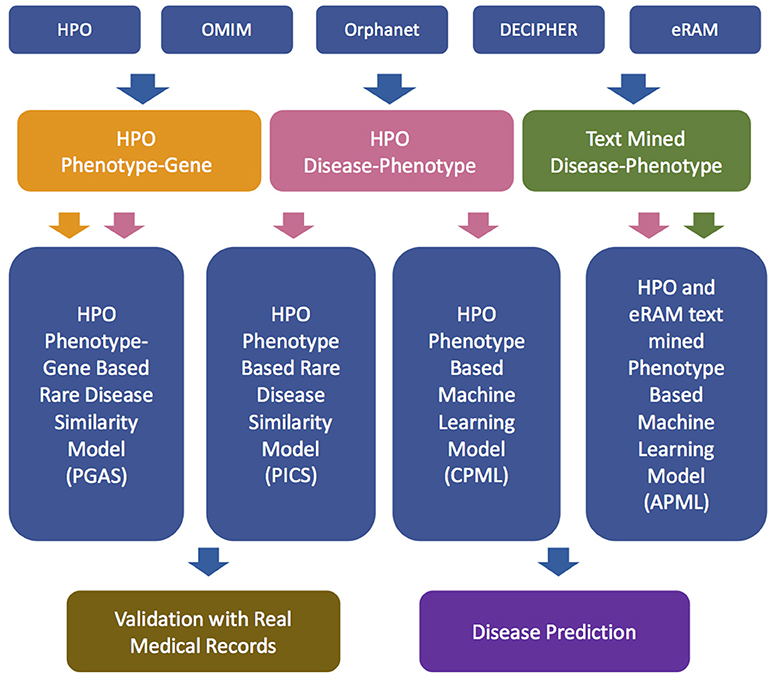 HPO
OMIM
Orphanet
DECIPHER
eRAM
HPO
Phenotype-Gene
HPO
Disease-Phenotype
Text Mined
Disease-Phenotype
HPO
Phenotype-
Gene Based
Rare Disease
Similarity
Model
(PGAS)
HPO
Phenotype
Based Rare
Disease
Similarity
Model
(PICS)
HPO
Phenotype
Based
Machine
Learning
Model
(CPML)
HPO and
eRAM text
mined
Phenotype
Based
Machine
Learning
Model
(APML)
Validation with Real
Medical Records
Disease Prediction